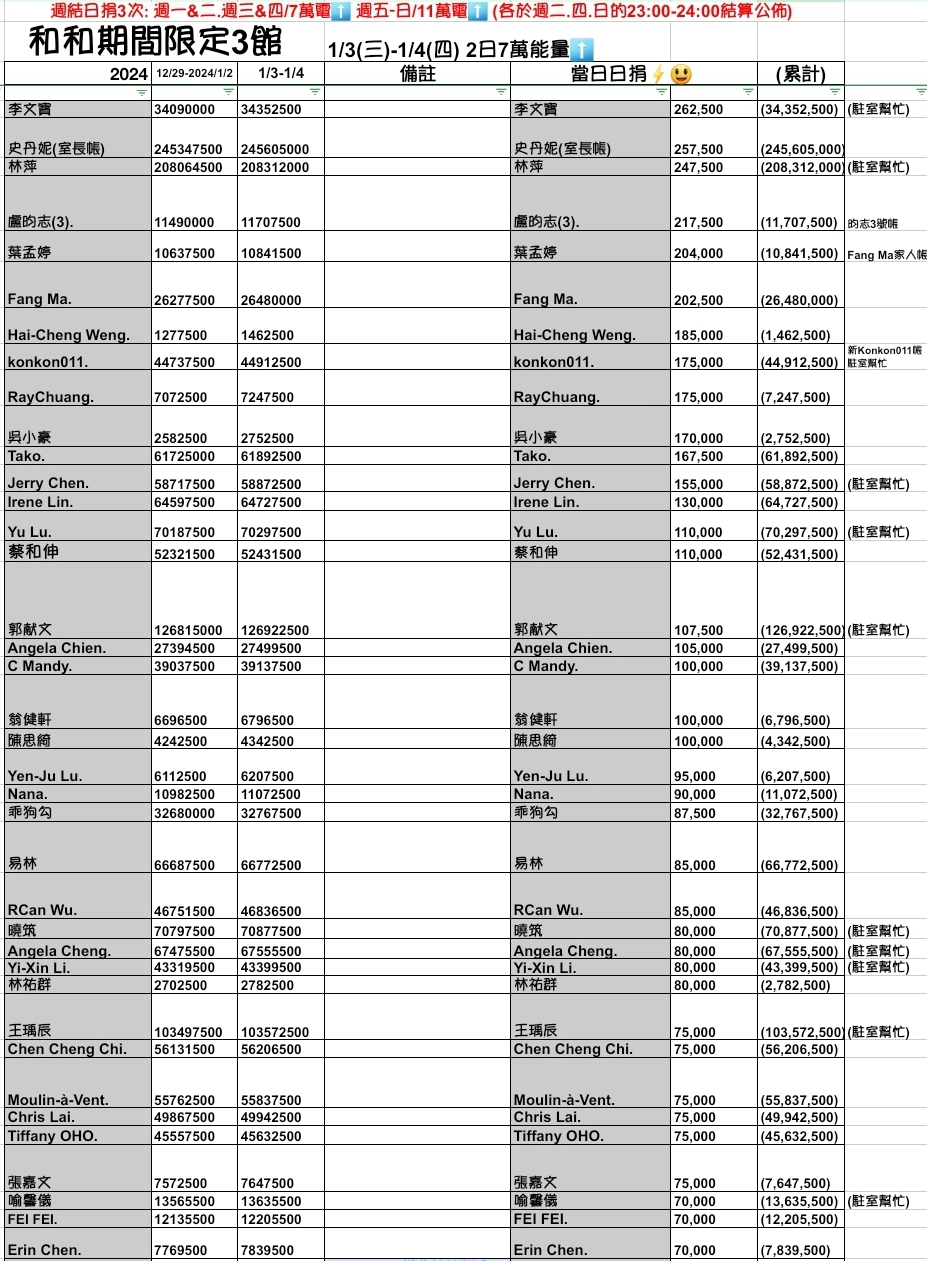 週結日捐3次: 週一&二.週三&四/7萬電⬆️ 週五-日/11萬電⬆️ (各於週二.四.日的23:00-24:00結算公佈)
和和期間限定3館 1/3(三)-1/4(四) 2日7萬能量⬆️
2024 12/29-2024/1/2 1/3-1/4 備註 當日日捐⚡😃 (累計)
李文寶 34090000 34352500 李文寶 262,500 (34,352,500) (駐室幫忙)
史丹妮(室長帳) 245347500 245605000 史丹妮(室長帳) 257,500 (245,605,000)
林萍 208064500 208312000 林萍 247,500 (208,312,000) (駐室幫忙)
盧昀志(3). 11490000 11707500 盧昀志(3). 217,500 (11,707,500) 昀志3號帳
葉孟婷 10637500 10841500 葉孟婷 204,000 (10,841,500) Fang Ma家人帳
Fang Ma. 26277500 26480000 Fang Ma. 202,500 (26,480,000)
Hai-Cheng Weng. 1277500 1462500 Hai-Cheng Weng. 185,000 (1,462,500)
konkon011. 44737500 44912500 konkon011. 175,000 (44,912,500) 新Konkon011帳
駐室幫忙
RayChuang. 7072500 7247500 RayChuang. 175,000 (7,247,500)
吳小豪 2582500 2752500 吳小豪 170,000 (2,752,500)
Tako. 61725000 61892500 Tako. 167,500 (61,892,500)
Jerry Chen. 58717500 58872500 Jerry Chen. 155,000 (58,872,500) (駐室幫忙)
Irene Lin. 64597500 64727500 Irene Lin. 130,000 (64,727,500)
Yu Lu. 70187500 70297500 Yu Lu. 110,000 (70,297,500) (駐室幫忙)
蔡和伸 52321500 52431500 蔡和伸 110,000 (52,431,500)
郭献文 126815000 126922500 郭献文 107,500 (126,922,500) (駐室幫忙)
Angela Chien. 27394500 27499500 Angela Chien. 105,000 (27,499,500)
C Mandy. 39037500 39137500 C Mandy. 100,000 (39,137,500)
翁健軒 6696500 6796500 翁健軒 100,000 (6,796,500)
陳思綺 4242500 4342500 陳思綺 100,000 (4,342,500)
Yen-Ju Lu. 6112500 6207500 Yen-Ju Lu. 95,000 (6,207,500)
Nana. 10982500 11072500 Nana. 90,000 (11,072,500)
乖狗勾 32680000 32767500 乖狗勾 87,500 (32,767,500)
易林 66687500 66772500 易林 85,000 (66,772,500)
RCan Wu. 46751500 46836500 RCan Wu. 85,000 (46,836,500)
曉筑 70797500 70877500 曉筑 80,000 (70,877,500) (駐室幫忙)
Angela Cheng. 67475500 67555500 Angela Cheng. 80,000 (67,555,500) (駐室幫忙)
Yi-Xin Li. 43319500 43399500 Yi-Xin Li. 80,000 (43,399,500) (駐室幫忙)
林祐群 2702500 2782500 林祐群 80,000 (2,782,500)
王瑀辰 103497500 103572500 王瑀辰 75,000 (103,572,500) (駐室幫忙)
Chen Cheng Chi. 56131500 56206500 Chen Cheng Chi. 75,000 (56,206,500)
Moulin-à-Vent. 55762500 55837500 Moulin-à-Vent. 75,000 (55,837,500)
Chris Lai. 49867500 49942500 Chris Lai. 75,000 (49,942,500)
Tiffany OHO. 45557500 45632500 Tiffany OHO. 75,000 (45,632,500)
張嘉文 7572500 7647500 張嘉文 75,000 (7,647,500)
喻馨儀 13565500 13635500 喻馨儀 70,000 (13,635,500) (駐室幫忙)
FEI FEI. 12135500 12205500 FEI FEI. 70,000 (12,205,500)
Erin Chen. 7769500 7839500 Erin Chen. 70,000 (7,839,500)